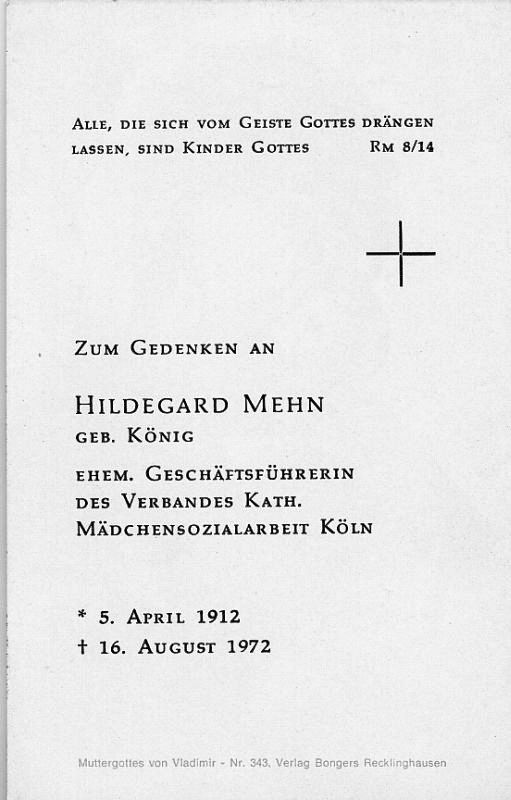 Alle, die sich vom Geiste Gottes drängen
lassen, sind Kinder Gottes Rm 8/14
Zum Gedenken an
Hildegard Mehn
geb. König
ehem. Geschäftsführerin
des Verbandes Kath.
Mädchensozialarbeit Köln
* 5. April 1912
† 16. August 1972
Muttergottes von Vladimir - Nr. 343, Verlag Bongers Recklinghausen